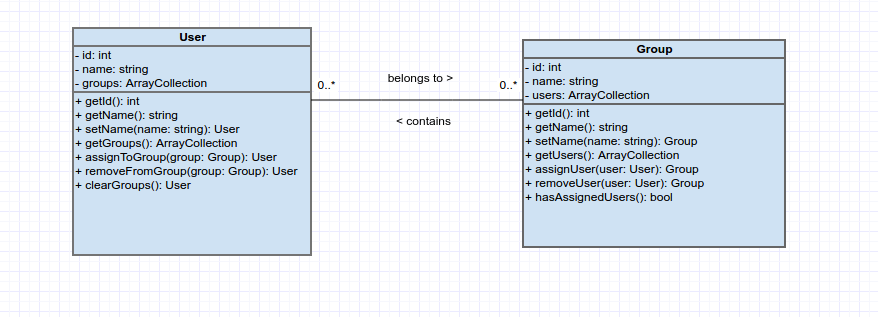 User
- id: int
- name: string
- groups: ArrayCollection
+ getId(): int
+ getName(): string
+ setName(name: string): User
+ getGroups(): ArrayCollection
+ assignToGroup(group: Group): User
+ removeFromGroup(group: Group): User
+ clearGroups(): User
0..*
belongs to >
0..*
< contains
Group
- id: int
- name: string
- users: ArrayCollection
+ getId(): int
+ getName(): string
+ setName(name: string): Group
+ getUsers(): ArrayCollection
+ assignUser(user: User): Group
+ removeUser(user: User): Group
+ hasAssignedUsers(): bool